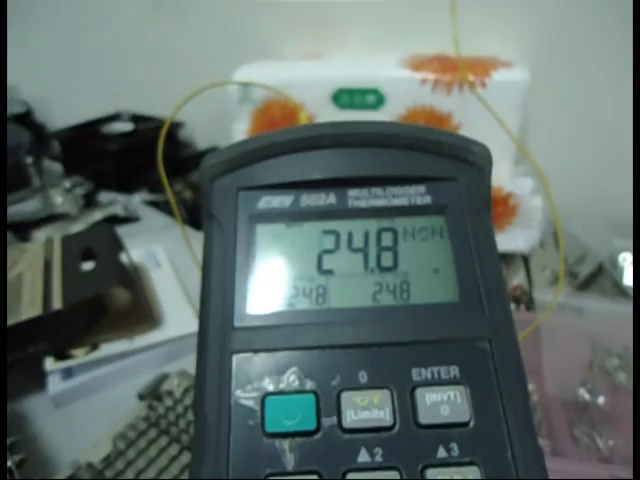 502A MULTILOGGER
THERMOMETER
24.8
24.8 24.8
0 ENTER
[Limits] [INVT]
0
▲2 ▲3